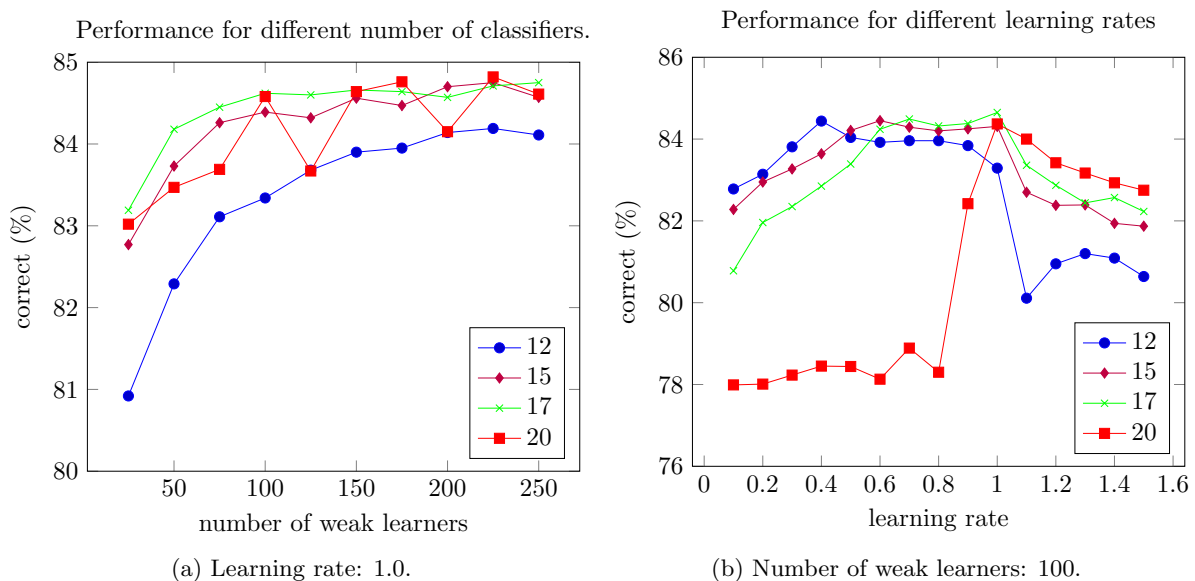 Performance for different number of classifiers.
85
84
83
82
81
80
correct (%)
50 100 150 200 250
number of weak learners
12
15
17
20
(a) Learning rate: 1.0.
Performance for different learning rates
86
84
82
80
78
76
correct (%)
0 0.2 0.4 0.6 0.8 1 1.2 1.4 1.6
learning rate
12
15
17
20
(b) Number of weak learners: 100.